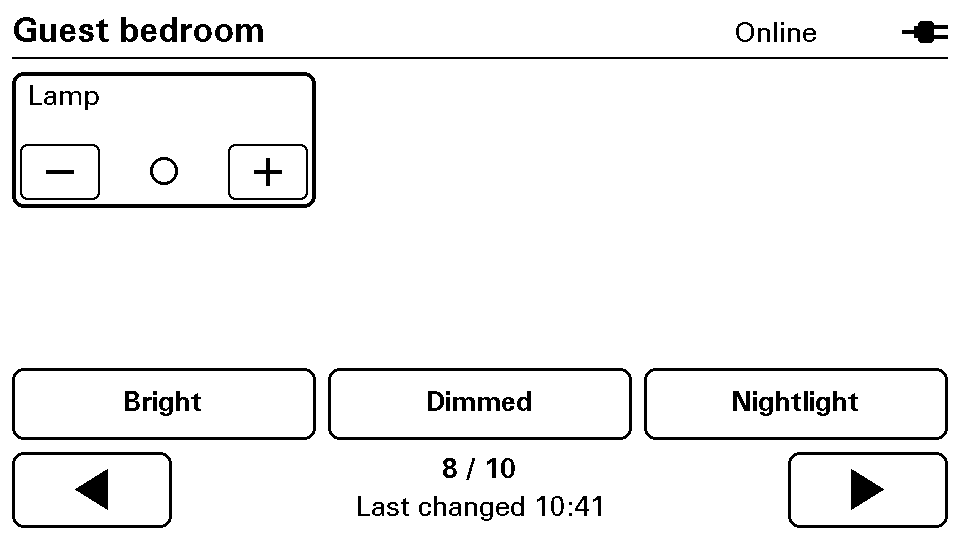 Guest bedroom
Online
Lamp
− +
Bright
Dimmed
Nightlight
8 / 10
Last changed 10:41